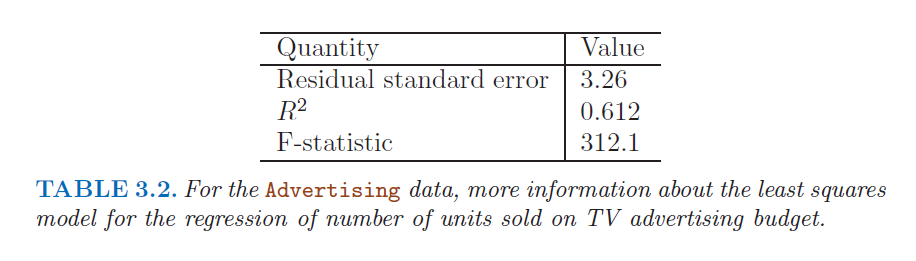 Quantity Value
Residual standard error 3.26
R² 0.612
F-statistic 312.1
TABLE 3.2. For the Advertising data, more information about the least squares
model for the regression of number of units sold on TV advertising budget.